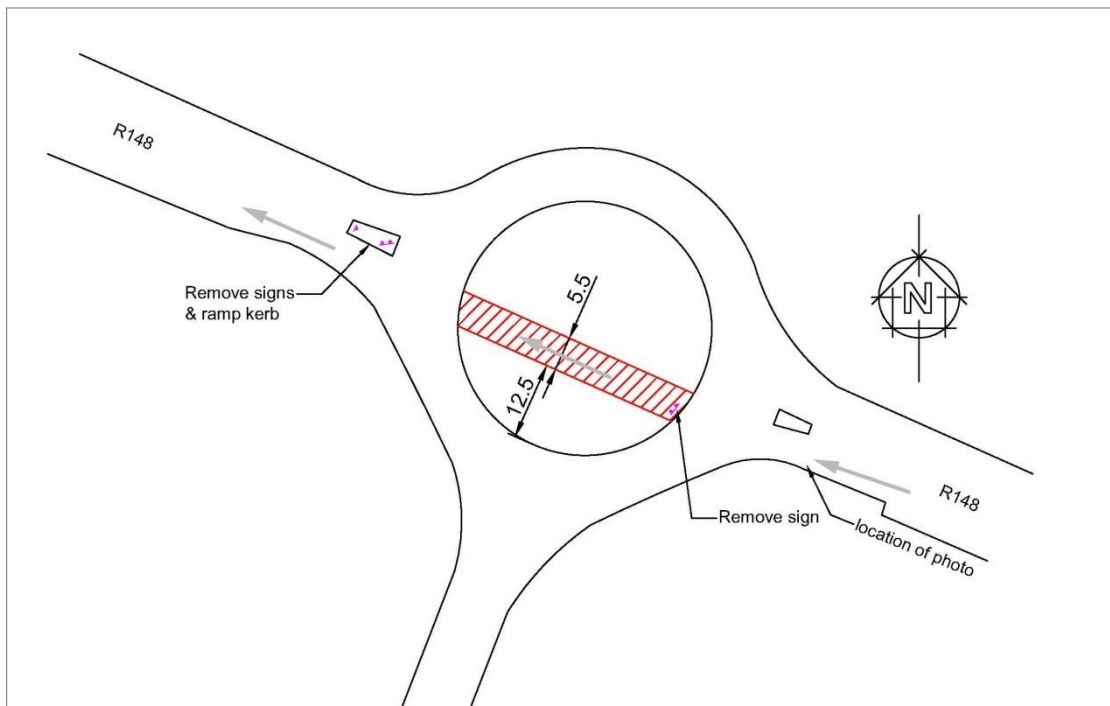 R148
Remove signs
& ramp kerb
5.5
12.5
N
Remove sign
R148
location of photo